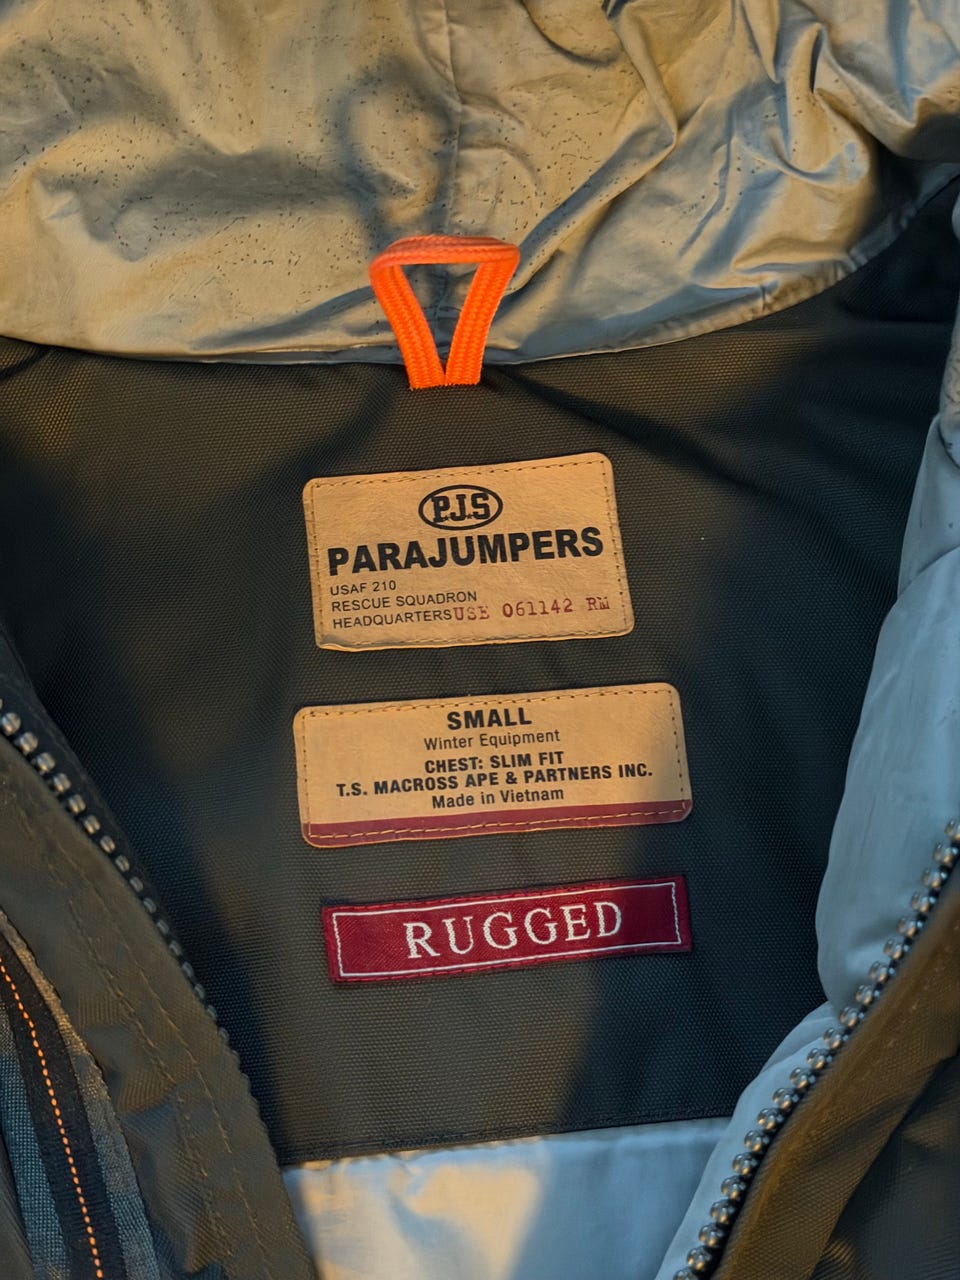 P.J.S
PARAJUMPERS
USAF 210
RESCUE SQUADRON
HEADQUARTERS USE 061142 RM
SMALL
Winter Equipment
CHEST: SLIM FIT
T.S. MACROSS APE & PARTNERS INC.
Made in Vietnam
RUGGED